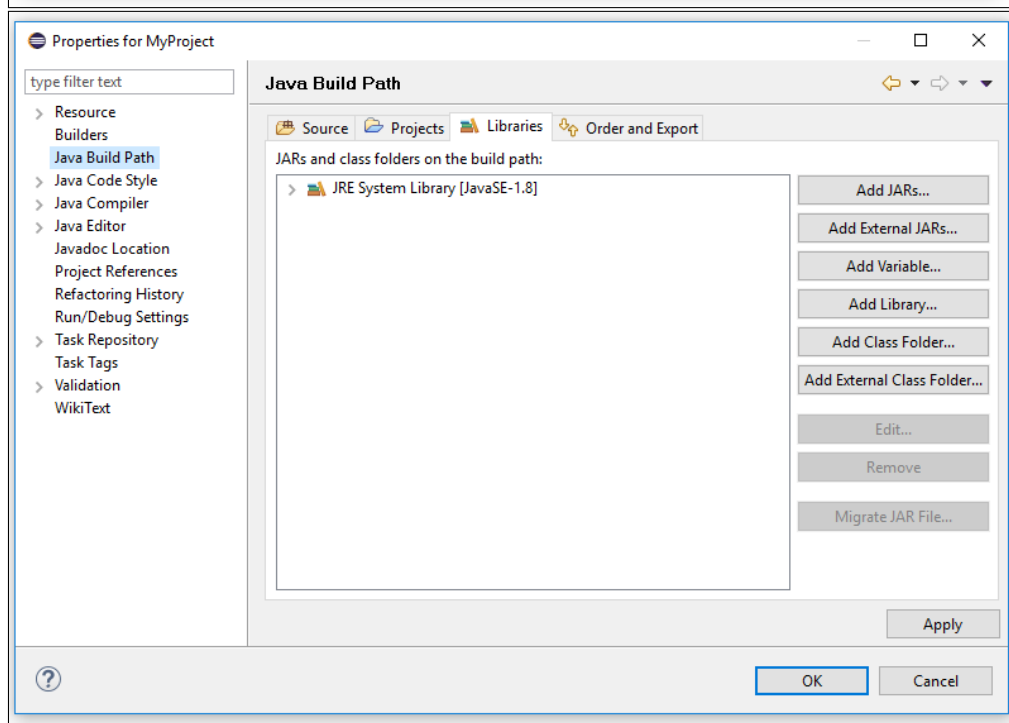 Properties for MyProject
type filter text
Resource
Builders
Java Build Path
Java Code Style
Java Compiler
Java Editor
Javadoc Location
Project References
Refactoring History
Run/Debug Settings
Task Repository
Task Tags
Validation
WikiText
Java Build Path
Source Projects Libraries Order and Export
JARs and class folders on the build path:
JRE System Library [JavaSE-1.8]
Add JARs...
Add External JARs...
Add Variable...
Add Library...
Add Class Folder...
Add External Class Folder...
Edit...
Remove
Migrate JAR File...
Apply
?
OK Cancel